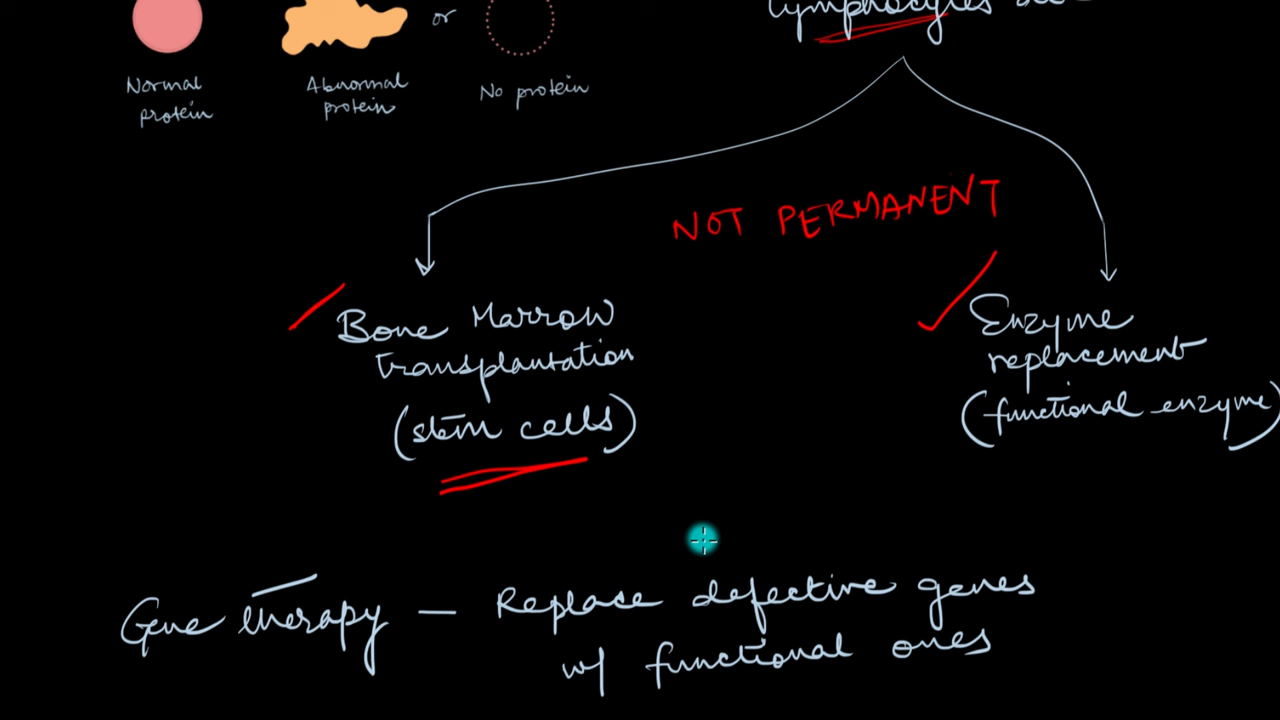 or
lymphocytes
Normal
protein
Abnormal
protein
No protein
NOT PERMANENT
Bone Marrow
transplantation
(stem cells)
Enzyme
replacement
(functional enzyme)
Gene therapy — Replace defective genes
w/ functional ones